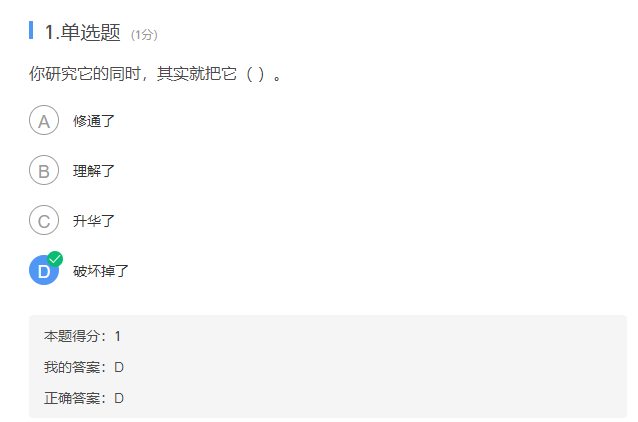 1.单选题 (1分)
你研究它的同时，其实就把它（ ）。
A 修通了
B 理解了
C 升华了
D 破坏掉了
本题得分：1
我的答案：D
正确答案：D